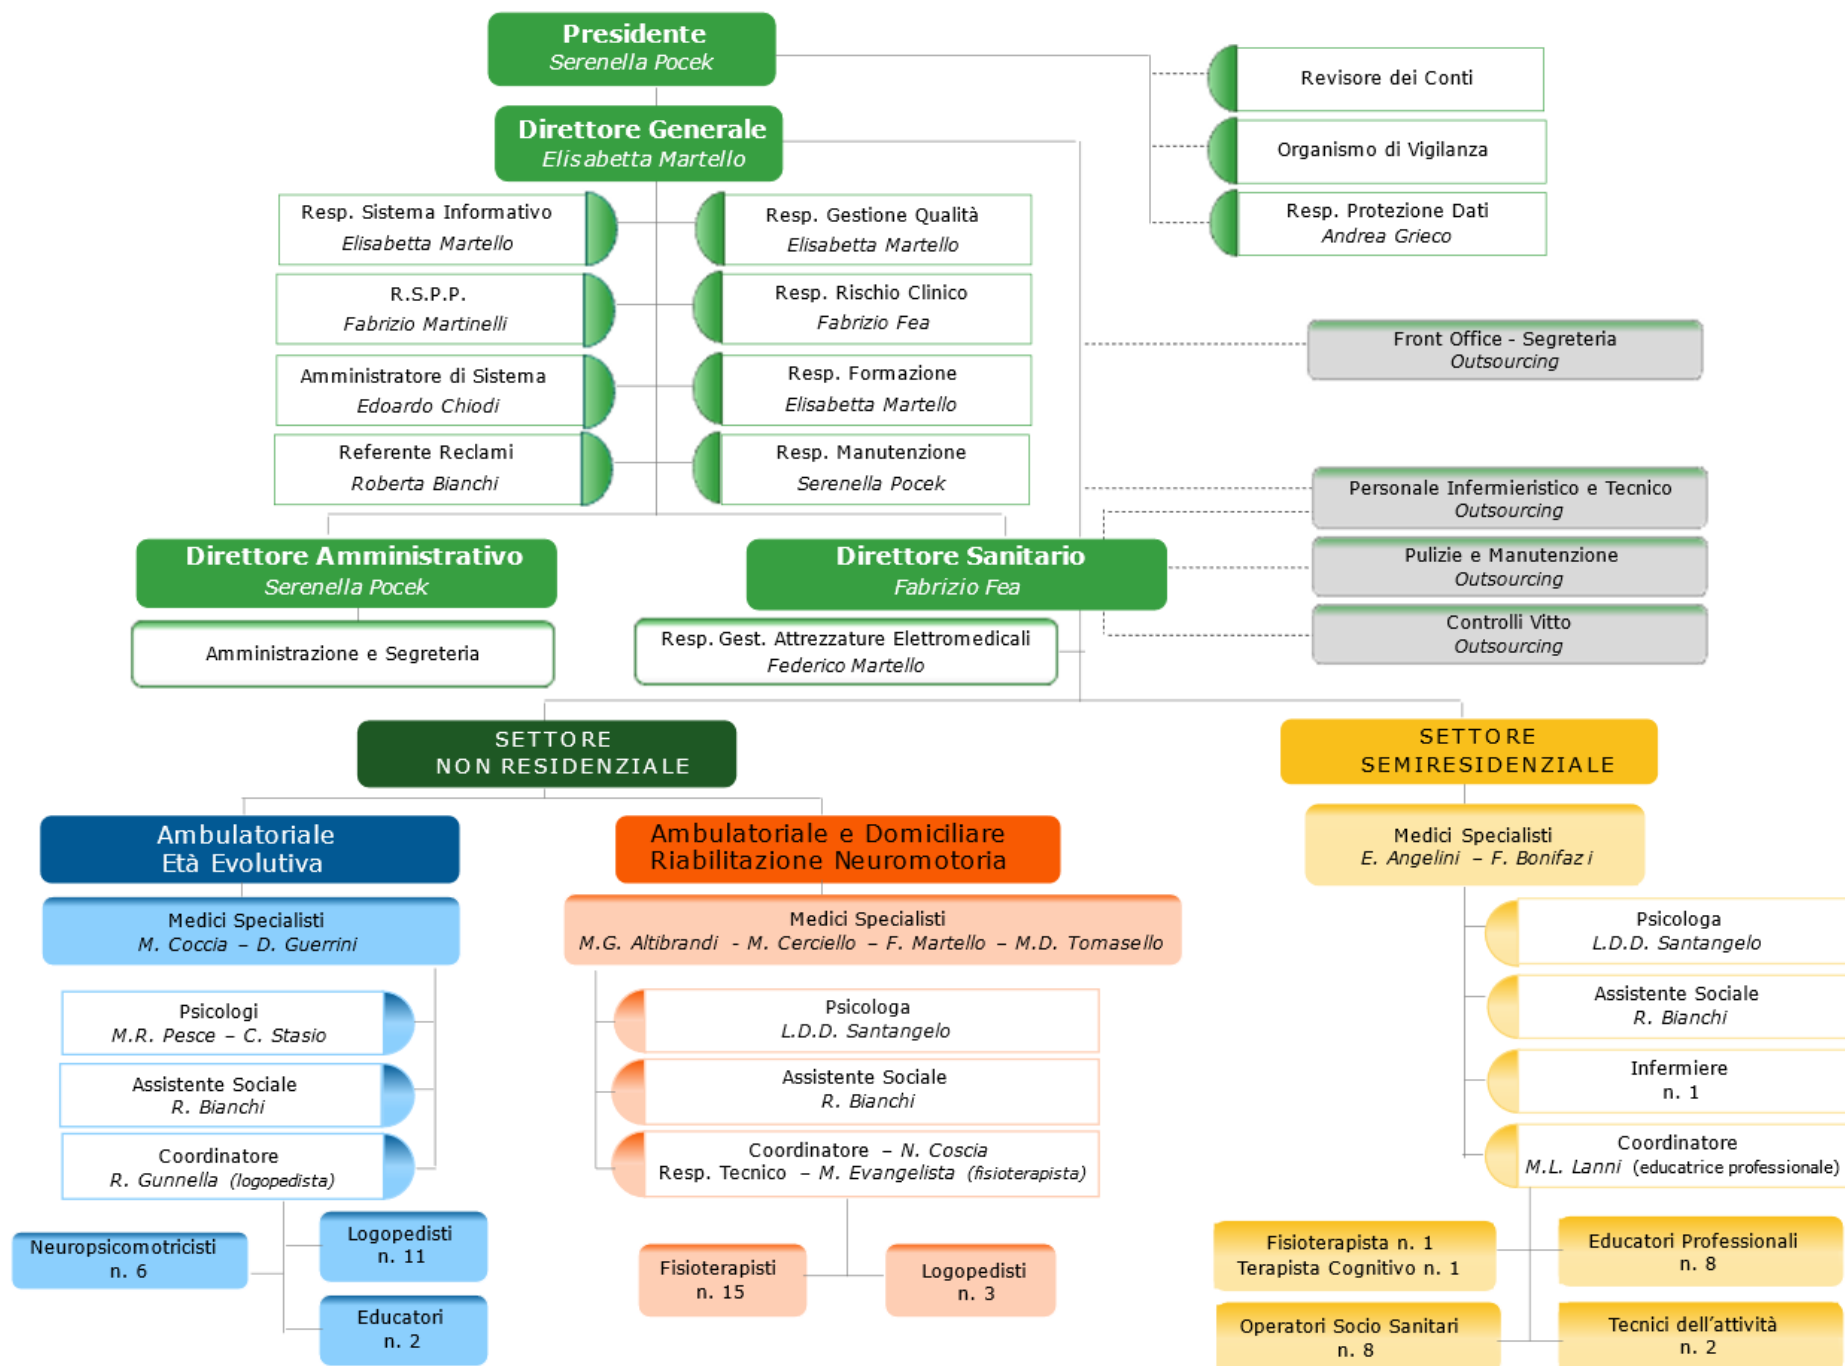 Presidente
Serenella Pocek
Revisore dei Conti
Direttore Generale
Elisabetta Martello
Organismo di Vigilanza
Resp. Protezione Dati
Andrea Grieco
Resp. Sistema Informativo
Elisabetta Martello
Resp. Gestione Qualità
Elisabetta Martello
R.S.P.P.
Fabrizio Martinelli
Resp. Rischio Clinico
Fabrizio Fea
Front Office - Segreteria
Outsourcing
Amministratore di Sistema
Edoardo Chiodi
Resp. Formazione
Elisabetta Martello
Referente Reclami
Roberta Bianchi
Resp. Manutenzione
Serenella Pocek
Personale Infermieristico e Tecnico
Outsourcing
Direttore Amministrativo
Serenella Pocek
Direttore Sanitario
Fabrizio Fea
Pulizie e Manutenzione
Outsourcing
Controlli Vitto
Outsourcing
Amministrazione e Segreteria
Resp. Gest. Attrezzature Elettromedicali
Federico Martello
SETTORE
NON RESIDENZIALE
SETTORE
SEMIRESIDENZIALE
Ambulatoriale
Età Evolutiva
Medici Specialisti
M. Coccia – D. Guerrini
Psicologi
M.R. Pesce – C. Stasio
Assistente Sociale
R. Bianchi
Coordinatore
R. Gunnella (logopedista)
Neuropsicomotricisti
n. 6
Logopedisti
n. 11
Educatori
n. 2
Ambulatoriale e Domiciliare
Riabilitazione Neuromotoria
Medici Specialisti
M.G. Altibrandi - M. Cerciello – F. Martello – M.D. Tomasello
Psicologa
L.D.D. Santangelo
Assistente Sociale
R. Bianchi
Coordinatore – N. Coscia
Resp. Tecnico – M. Evangelista (fisioterapista)
Fisioterapisti
n. 15
Logopedisti
n. 3
Medici Specialisti
E. Angelini – F. Bonifazi
Psicologa
L.D.D. Santangelo
Assistente Sociale
R. Bianchi
Infermiere
n. 1
Coordinatore
M.L. Lanni (educatrice professionale)
Fisioterapista n. 1
Terapista Cognitivo n. 1
Educatori Professionali
n. 8
Operatori Socio Sanitari
n. 8
Tecnici dell'attività
n. 2